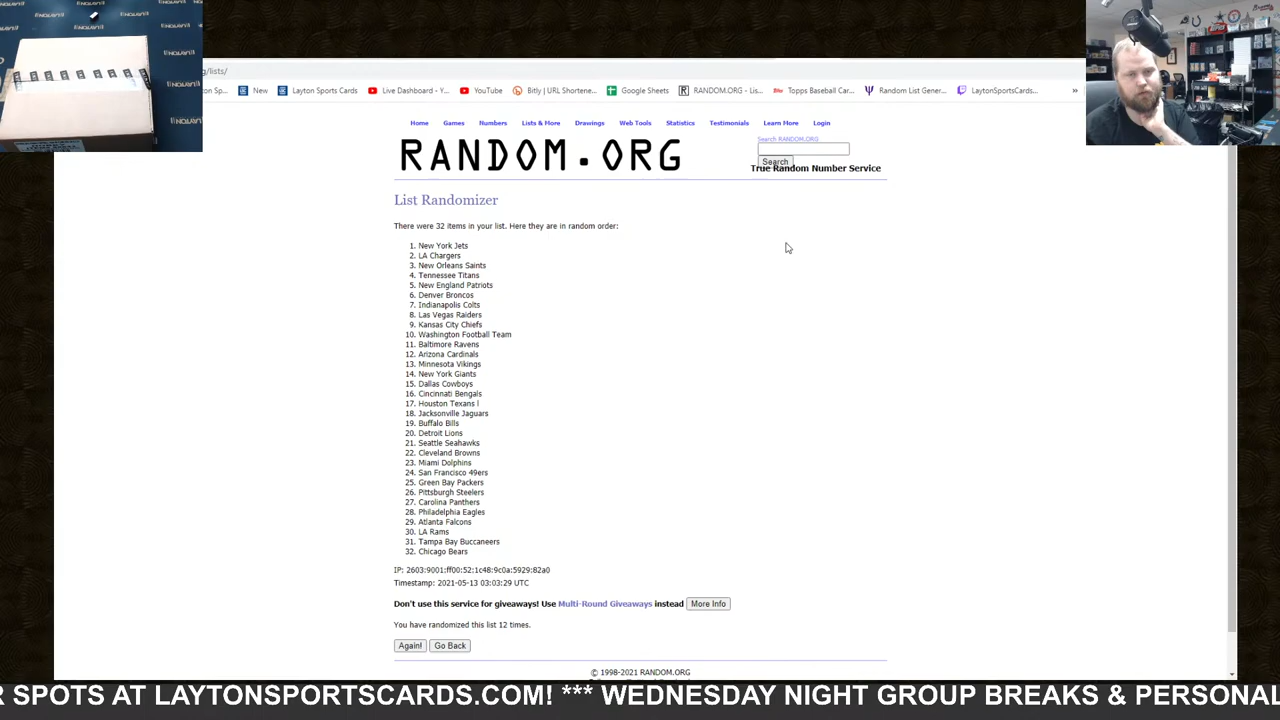 g/lists/
New
Layton Sports Cards
Live Dashboard - Y...
YouTube
Bitly | URL Shortene...
Google Sheets
RANDOM.ORG - Lis...
Topps Baseball Car...
Random List Gener...
LaytonSportsCards...
»
Home Games Numbers Lists & More Drawings Web Tools Statistics Testimonials Learn More Login
RANDOM.ORG
Search RANDOM.ORG
Search
True Random Number Service
List Randomizer
There were 32 items in your list. Here they are in random order:
1. New York Jets
2. LA Chargers
3. New Orleans Saints
4. Tennessee Titans
5. New England Patriots
6. Denver Broncos
7. Indianapolis Colts
8. Las Vegas Raiders
9. Kansas City Chiefs
10. Washington Football Team
11. Baltimore Ravens
12. Arizona Cardinals
13. Minnesota Vikings
14. New York Giants
15. Dallas Cowboys
16. Cincinnati Bengals
17. Houston Texans l
18. Jacksonville Jaguars
19. Buffalo Bills
20. Detroit Lions
21. Seattle Seahawks
22. Cleveland Browns
23. Miami Dolphins
24. San Francisco 49ers
25. Green Bay Packers
26. Pittsburgh Steelers
27. Carolina Panthers
28. Philadelphia Eagles
29. Atlanta Falcons
30. LA Rams
31. Tampa Bay Buccaneers
32. Chicago Bears
IP: 2603:9001:ff00:52:1c48:9c0a:5929:82a0
Timestamp: 2021-05-13 03:03:29 UTC
Don't use this service for giveaways! Use Multi-Round Giveaways instead More Info
You have randomized this list 12 times.
Again! Go Back
© 1998-2021 RANDOM.ORG
R SPOTS AT LAYTONSPORTSCARDS.COM! *** WEDNESDAY NIGHT GROUP BREAKS & PERSONAL